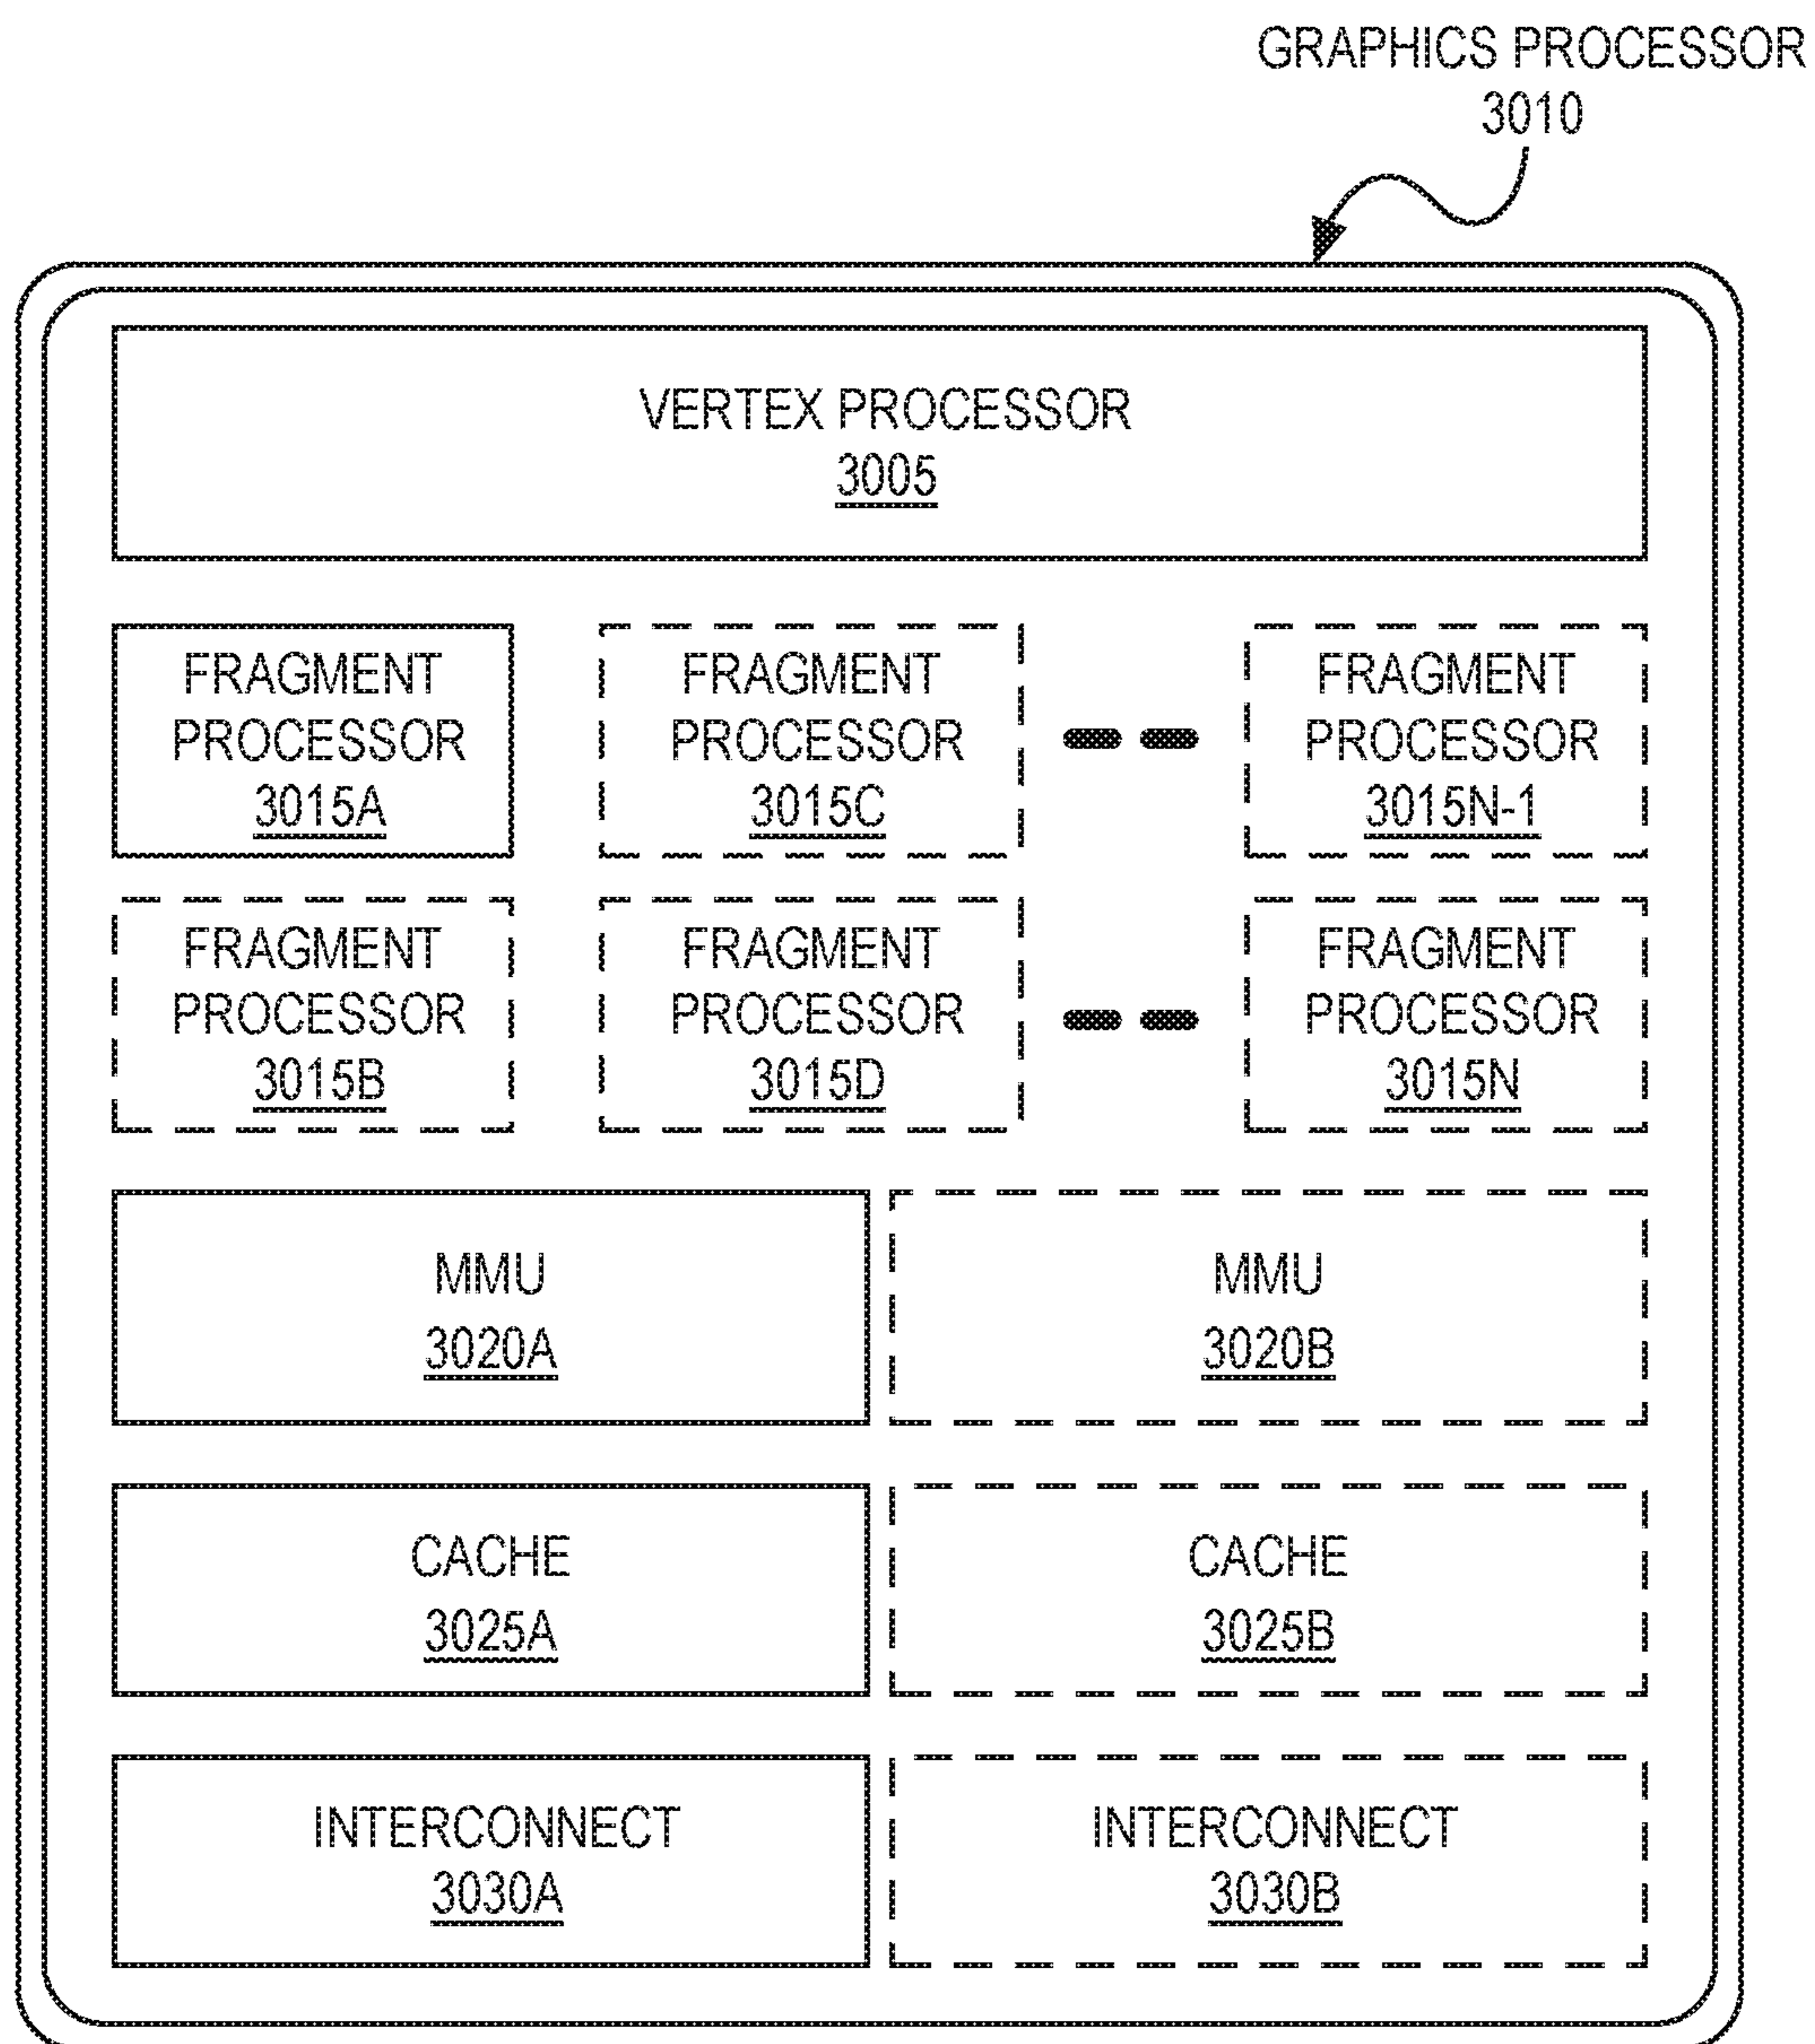 GRAPHICS PROCESSOR
3010
VERTEX PROCESSOR
3005
FRAGMENT
PROCESSOR
3015A
FRAGMENT
PROCESSOR
3015C
FRAGMENT
PROCESSOR
3015N-1
FRAGMENT
PROCESSOR
3015B
FRAGMENT
PROCESSOR
3015D
FRAGMENT
PROCESSOR
3015N
MMU
3020A
MMU
3020B
CACHE
3025A
CACHE
3025B
INTERCONNECT
3030A
INTERCONNECT
3030B